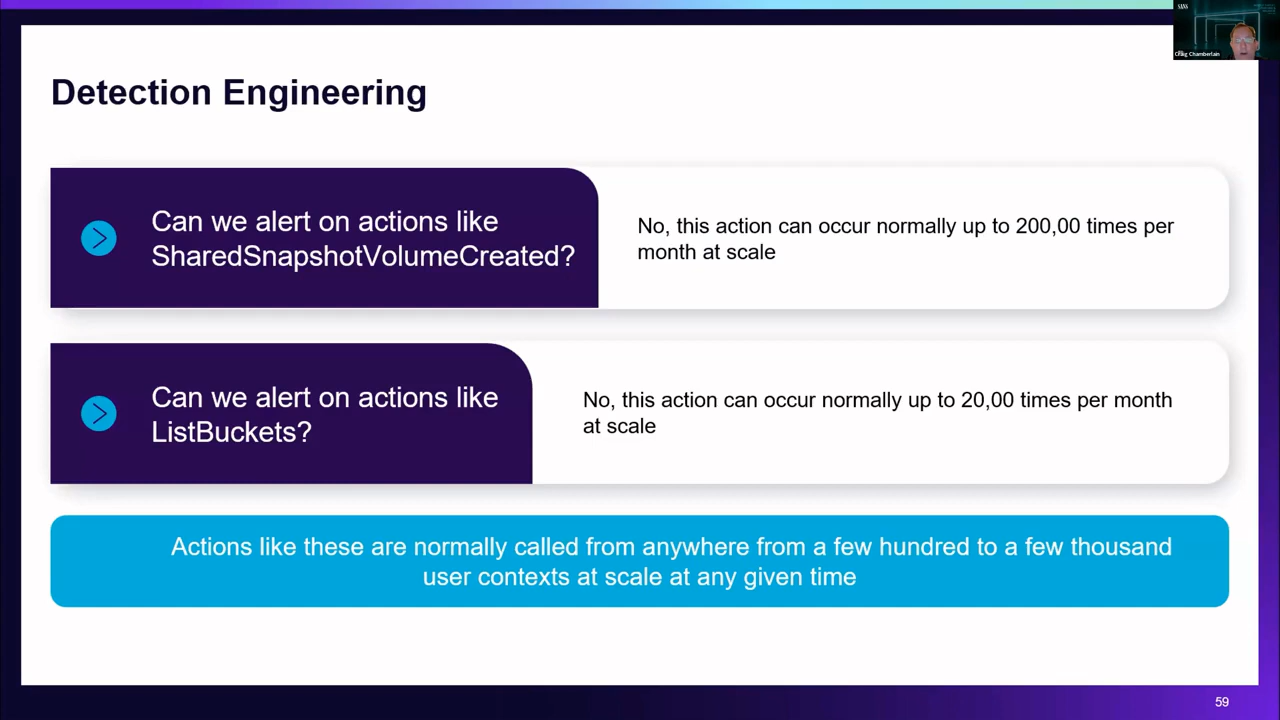 SANS
Craig Chamberlain
Detection Engineering
Can we alert on actions like
SharedSnapshotVolumeCreated?
No, this action can occur normally up to 200,00 times per
month at scale
Can we alert on actions like
ListBuckets?
No, this action can occur normally up to 20,00 times per month
at scale
Actions like these are normally called from anywhere from a few hundred to a few thousand
user contexts at scale at any given time
59